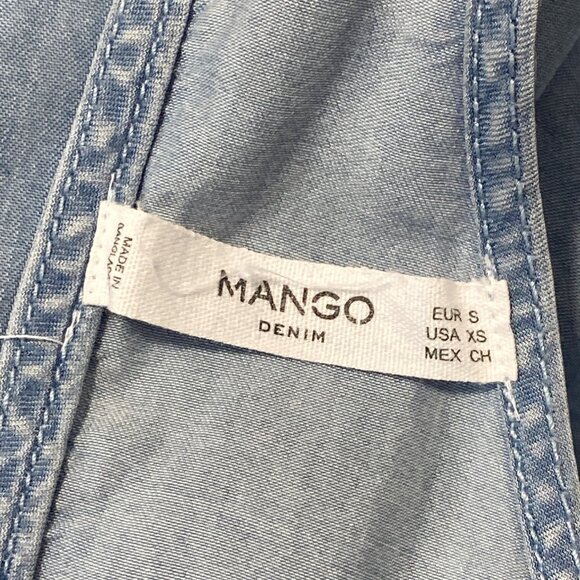 MADE IN
MANGO
DENIM
EUR S
USA XS
MEX CH